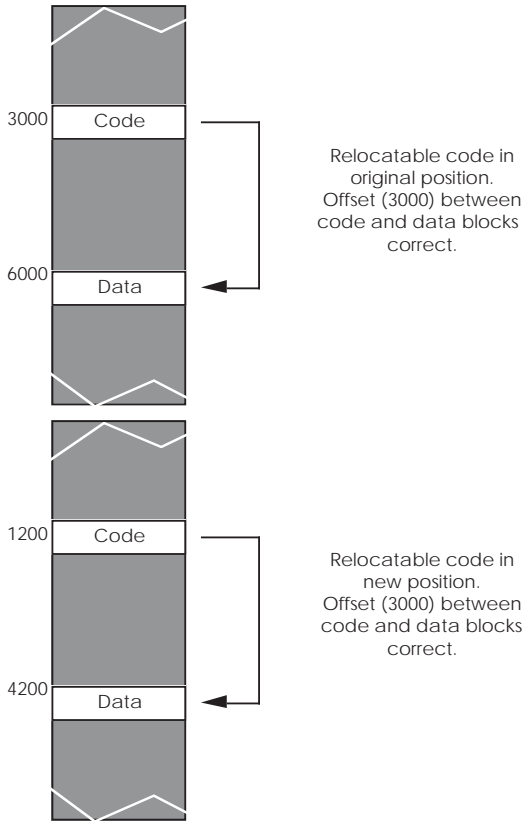 3000
Code
Relocatable code in
original position.
Offset (3000) between
code and data blocks
correct.
6000
Data
1200
Code
Relocatable code in
new position.
Offset (3000) between
code and data blocks
correct.
4200
Data